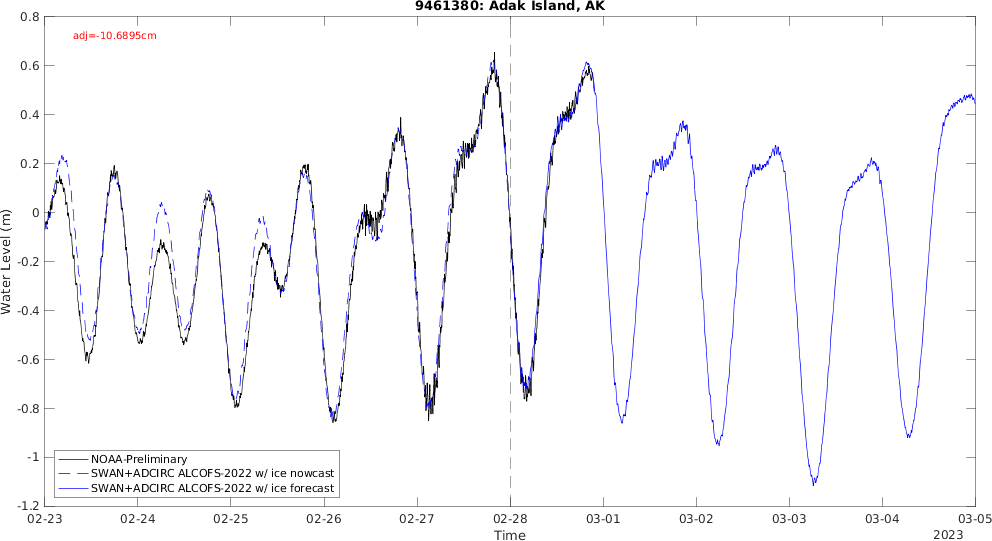 9461380: Adak Island, AK
adj=-10.6895cm
Water Level (m)
0.8
0.6
0.4
0.2
0
-0.2
-0.4
-0.6
-0.8
-1
-1.2
NOAA-Preliminary
SWAN+ADCIRC ALCOFS-2022 w/ ice nowcast
SWAN+ADCIRC ALCOFS-2022 w/ ice forecast
02-23 02-24 02-25 02-26 02-27 02-28 03-01 03-02 03-03 03-04 03-05
Time
2023